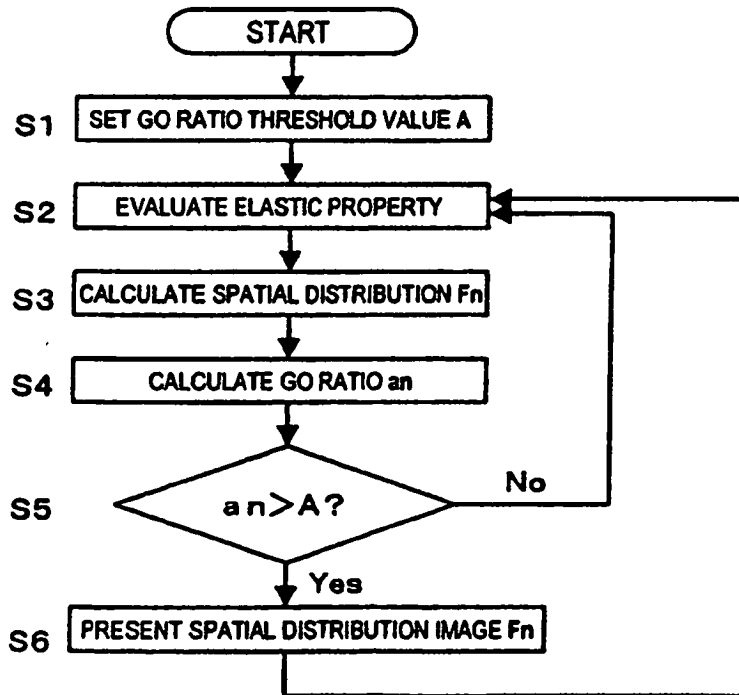 START
S1 SET GO RATIO THRESHOLD VALUE A
S2 EVALUATE ELASTIC PROPERTY
S3 CALCULATE SPATIAL DISTRIBUTION Fn
S4 CALCULATE GO RATIO an
S5 an>A?
No
Yes
S6 PRESENT SPATIAL DISTRIBUTION IMAGE Fn